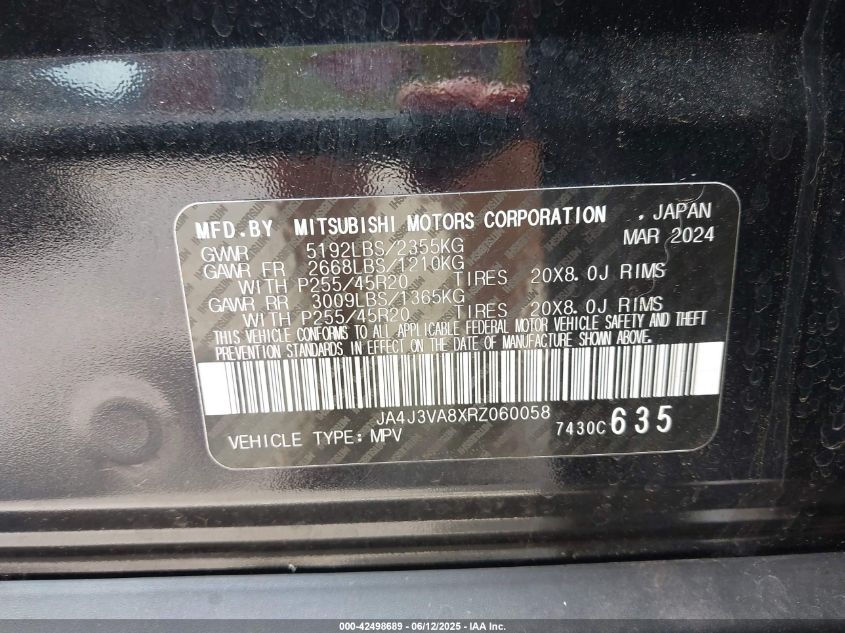 MFD.BY MITSUBISHI MOTORS CORPORATION , JAPAN
MAR 2024
GVWR 5192LBS/2355KG
GAWR FR 2668LBS/1210KG
WITH P255/45R20 TIRES 20X8.0J RIMS
GAWR RR 3009LBS/1365KG
WITH P255/45R20 TIRES 20X8.0J RIMS
THIS VEHICLE CONFORMS TO ALL APPLICABLE FEDERAL MOTOR VEHICLE SAFETY AND THEFT
PREVENTION STANDARDS IN EFFECT ON THE DATE OF MANUFACTURE SHOWN ABOVE.
JA4J3VA8XRZ060058
VEHICLE TYPE: MPV 7430C 635
000-42498689 - 06/12/2025 - IAA Inc.